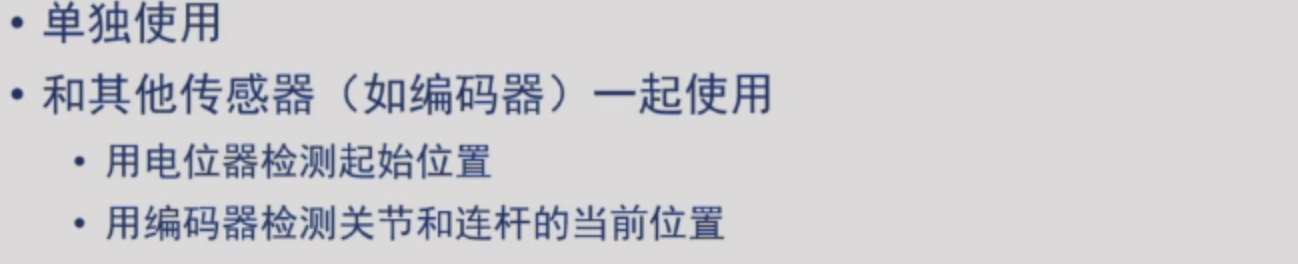 • 单独使用
• 和其他传感器（如编码器）一起使用
• 用电位器检测起始位置
• 用编码器检测关节和连杆的当前位置